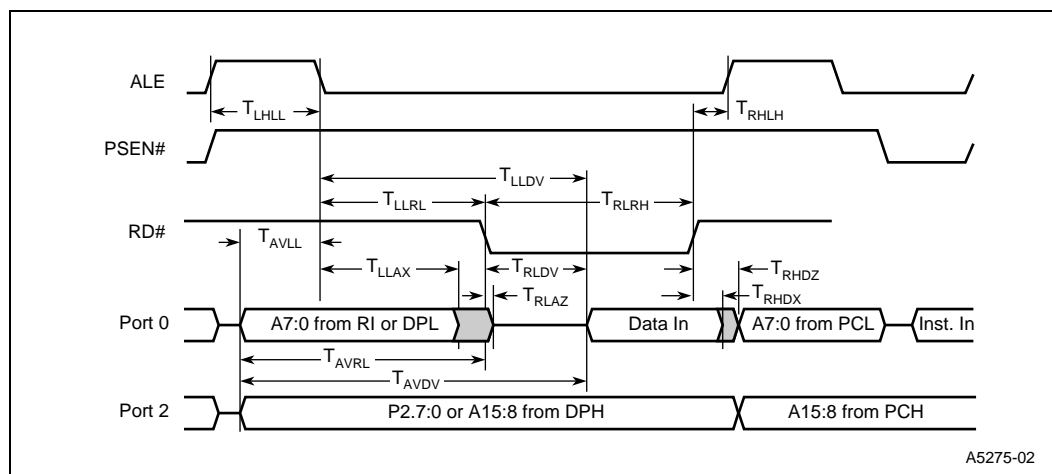 ALE
T_LHLL
T_RHLH
PSEN#
T_LLDV
T_LLRL
T_RLRH
RD#
T_AVLL
T_LLAX
T_RLDV
T_RHDZ
T_RLAZ
T_RHDX
Port 0
A7:0 from RI or DPL
Data In
A7:0 from PCL
Inst. In
T_AVRL
T_AVDV
Port 2
P2.7:0 or A15:8 from DPH
A15:8 from PCH
A5275-02